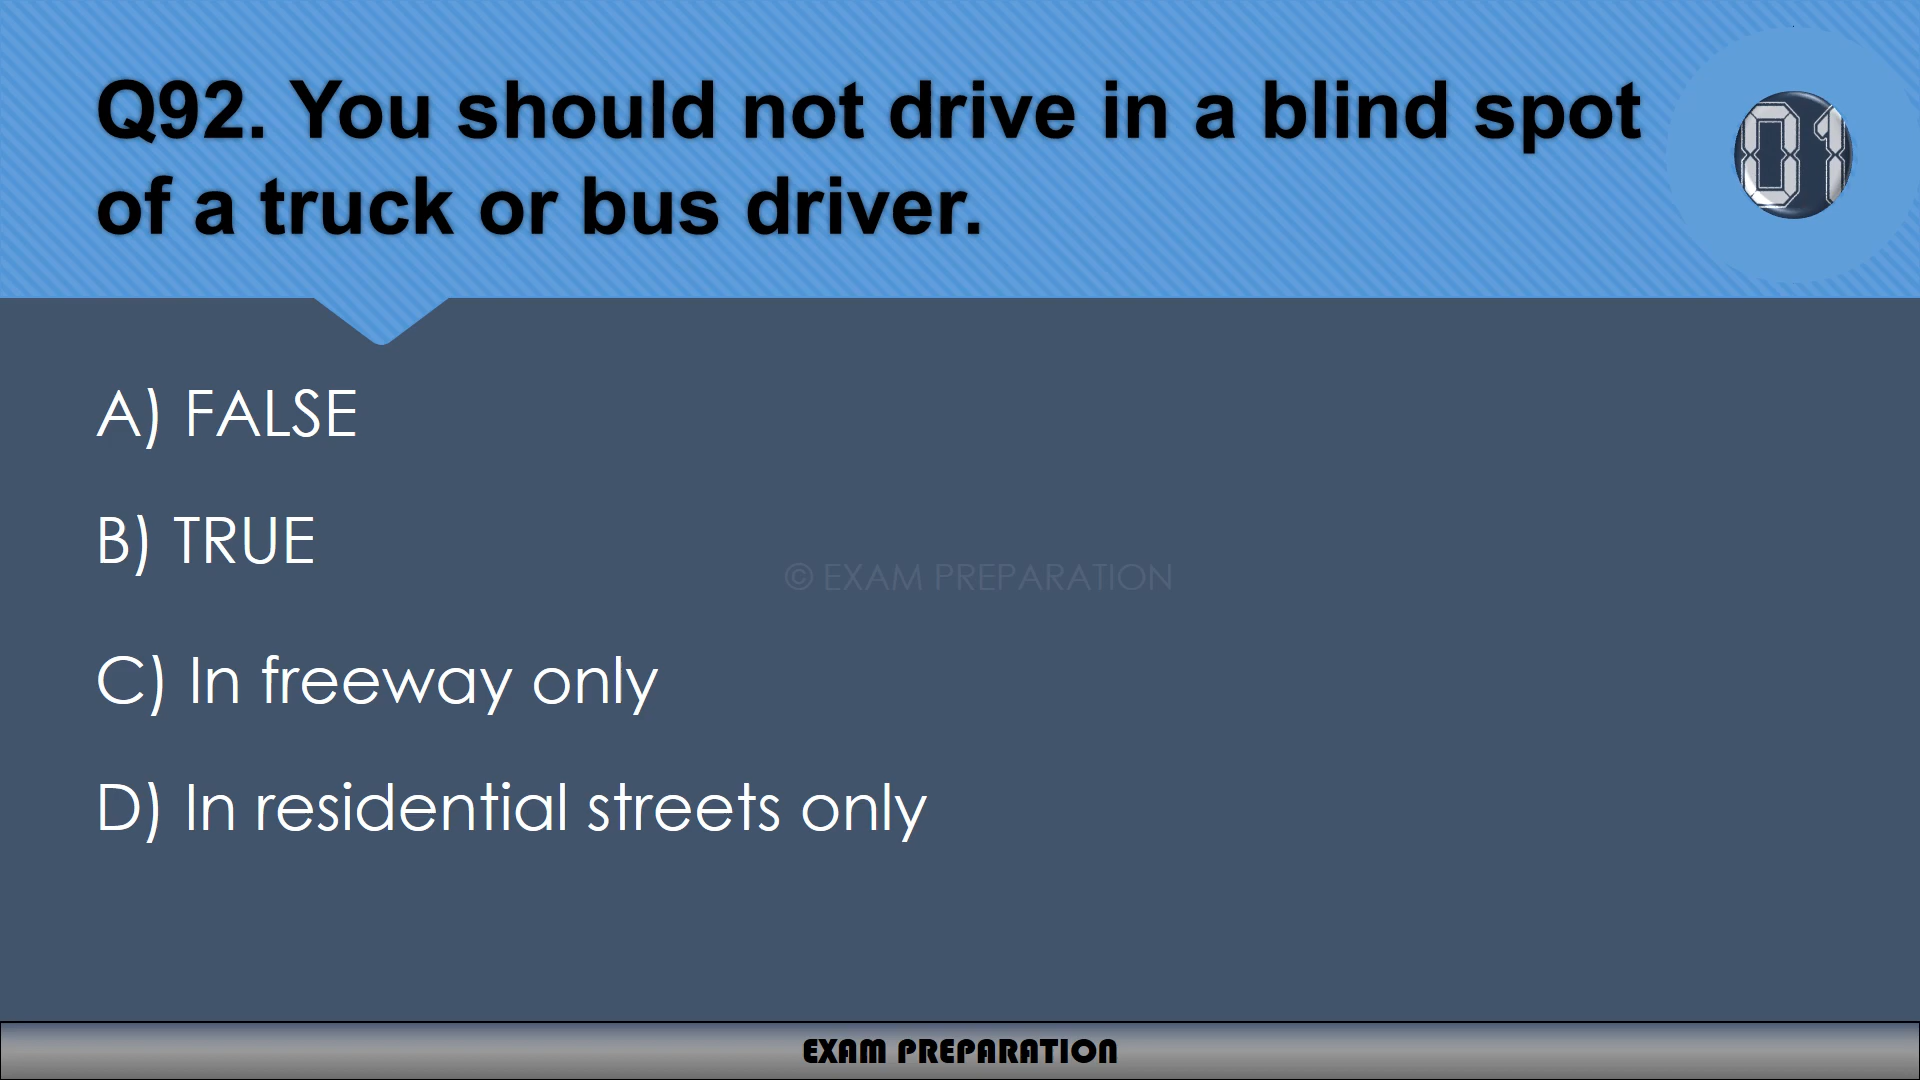 Q92. You should not drive in a blind spot
of a truck or bus driver.
01
A) FALSE
B) TRUE
© EXAM PREPARATION
C) In freeway only
D) In residential streets only
EXAM PREPARATION